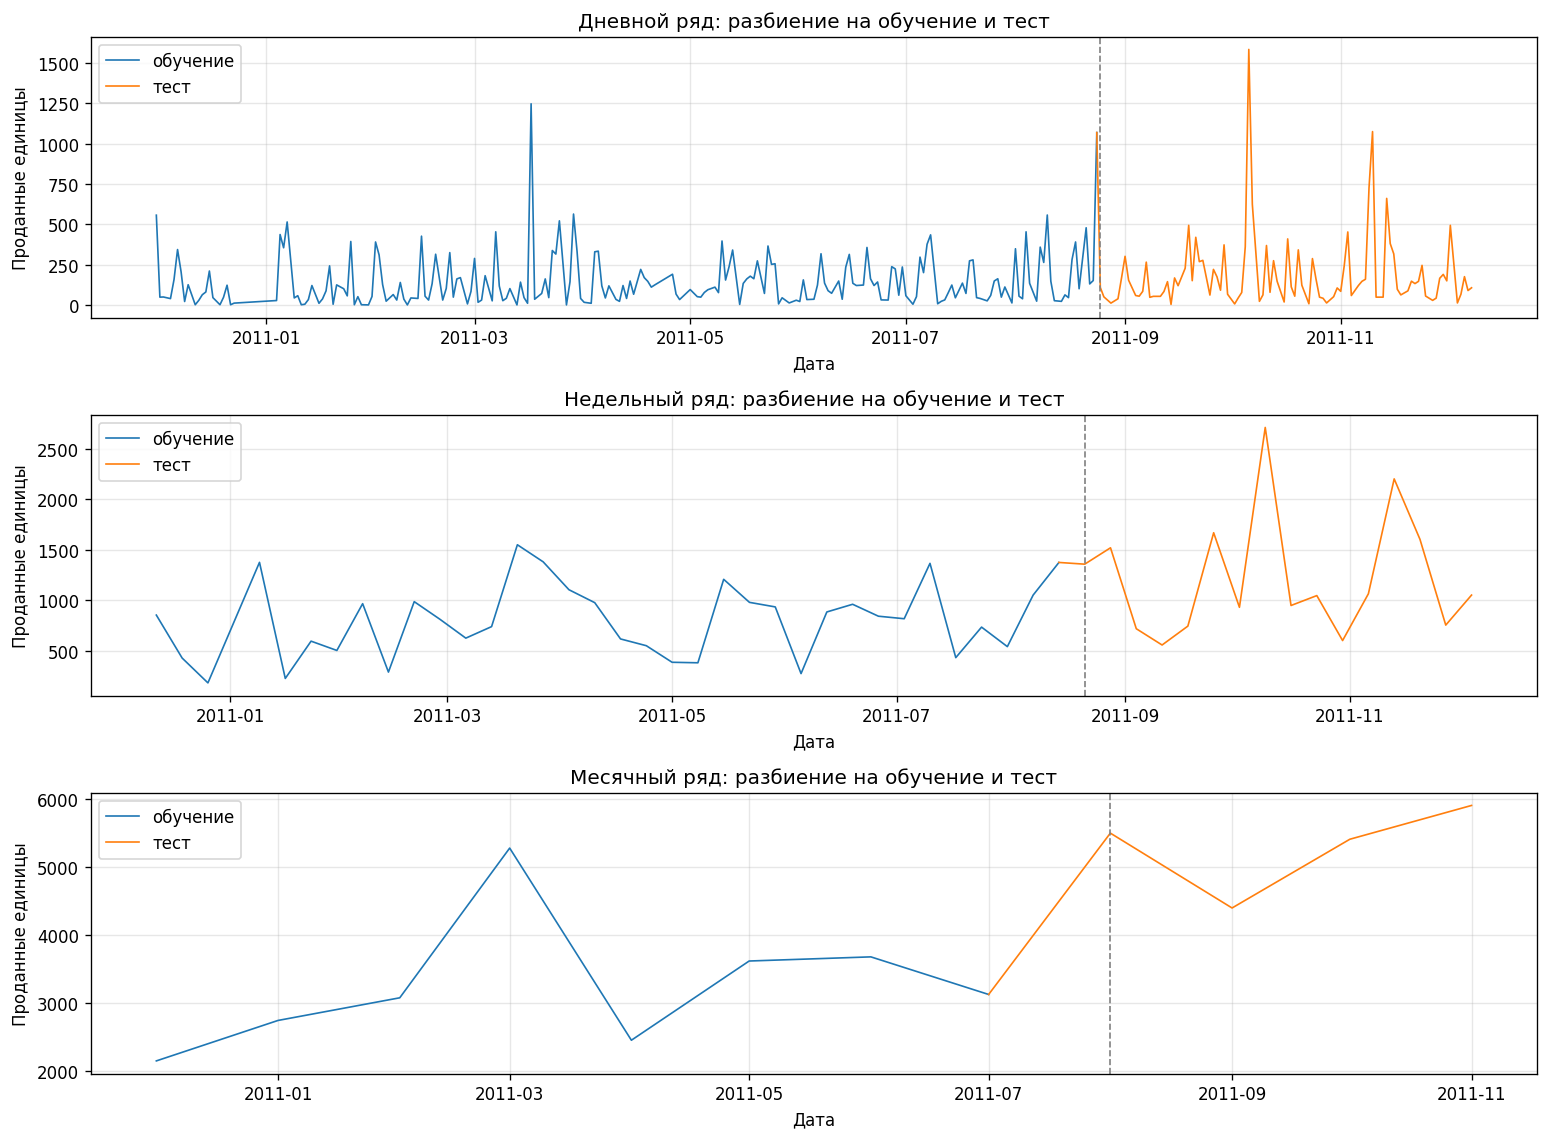 Дневной ряд: разбиение на обучение и тест
обучение
тест
Проданные единицы
1500
1250
1000
750
500
250
0
2011-01 2011-03 2011-05 2011-07 2011-09 2011-11
Дата
Недельный ряд: разбиение на обучение и тест
обучение
тест
Проданные единицы
2500
2000
1500
1000
500
2011-01 2011-03 2011-05 2011-07 2011-09 2011-11
Дата
Месячный ряд: разбиение на обучение и тест
обучение
тест
Проданные единицы
6000
5000
4000
3000
2000
2011-01 2011-03 2011-05 2011-07 2011-09 2011-11
Дата